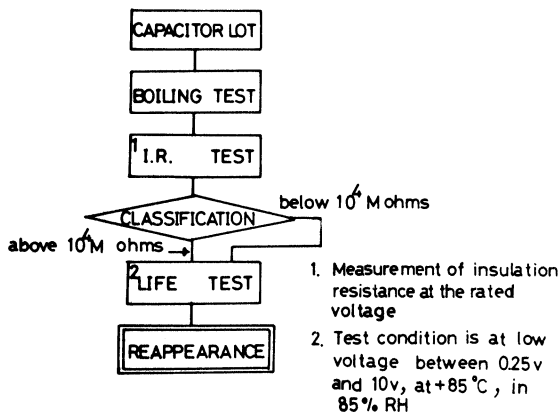 CAPACITOR LOT
BOILING TEST
1 I.R. TEST
CLASSIFICATION
below 10⁴ M ohms
above 10⁴M ohms
2 LIFE TEST
REAPPEARANCE
1. Measurement of insulation
resistance at the rated
voltage
2. Test condition is at low
voltage between 0.25v
and 10v, at +85°C, in
85% RH